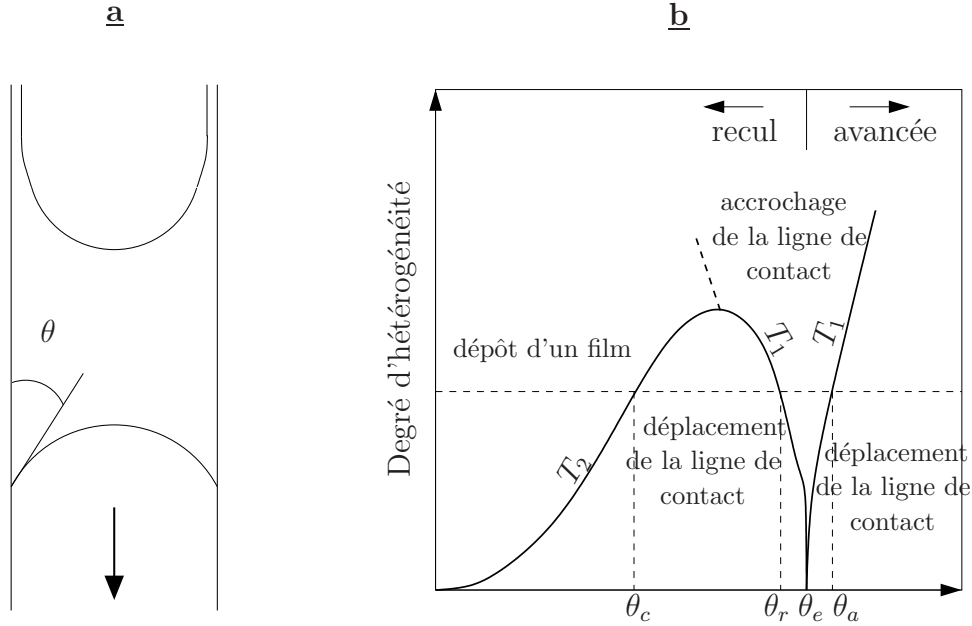 a
θ
b
recul
avancée
Degré d'hétérogénéité
accrochage
de la ligne de
contact
T₁
T₁
dépôt d'un film
T₂
déplacement
de la ligne de
contact
déplacement
de la ligne de
contact
θc
θr
θe
θa